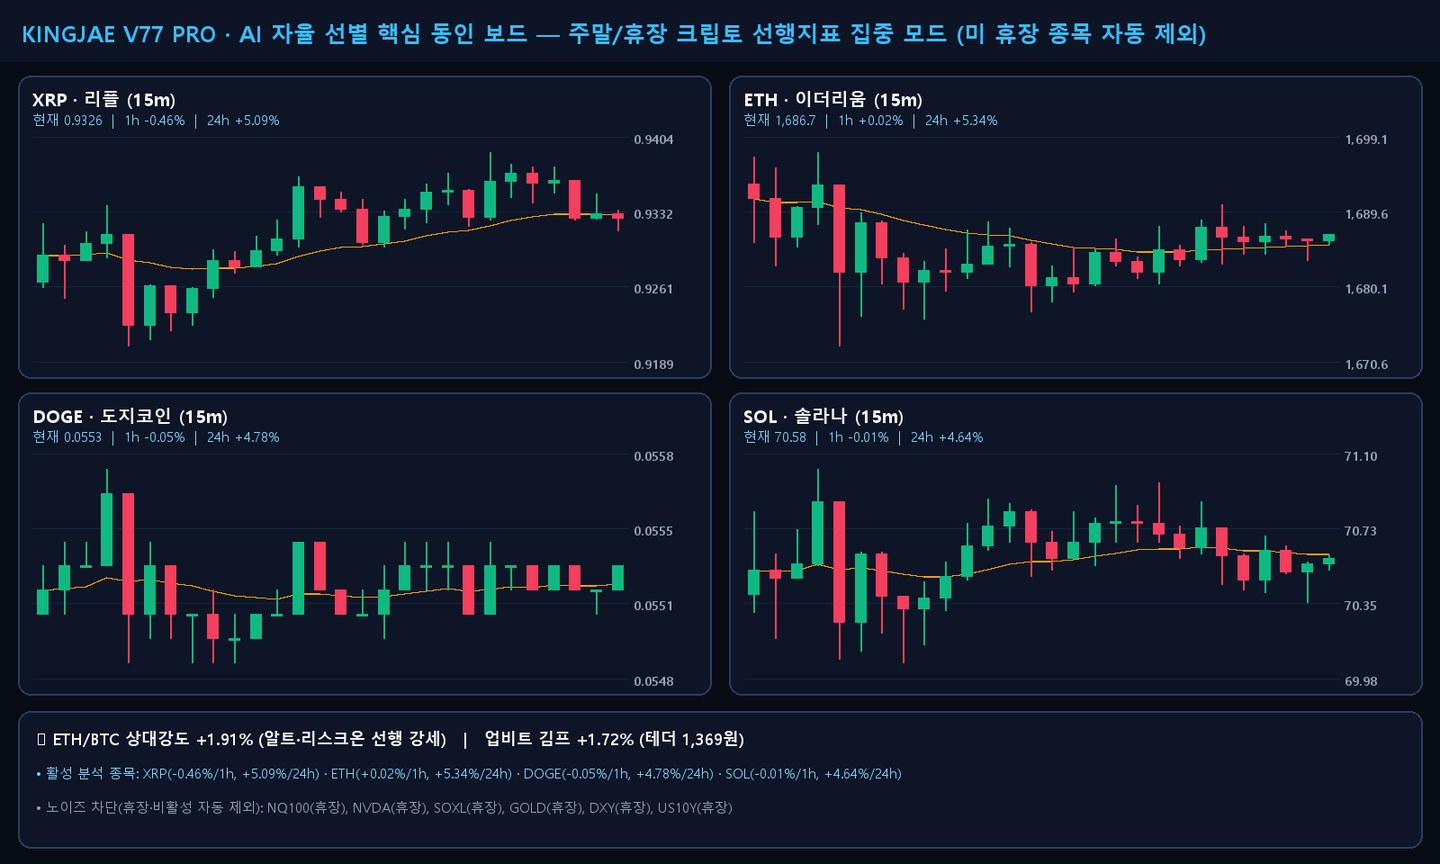 KINGJAE V77 PRO · AI 자율 선별 핵심 동인 보드 — 주말/휴장 크립토 선행지표 집중 모드 (미 휴장 종목 자동 제외)
XRP · 리플 (15m)
현재 0.9326 | 1h -0.46% | 24h +5.09%
0.9404
0.9332
0.9261
0.9189
ETH · 이더리움 (15m)
현재 1,686.7 | 1h +0.02% | 24h +5.34%
1,699.1
1,689.6
1,680.1
1,670.6
DOGE · 도지코인 (15m)
현재 0.0553 | 1h -0.05% | 24h +4.78%
0.0558
0.0555
0.0551
0.0548
SOL · 솔라나 (15m)
현재 70.58 | 1h -0.01% | 24h +4.64%
71.10
70.73
70.35
69.98
ETH/BTC 상대강도 +1.91% (알트·리스크온 선행 강세) | 업비트 김프 +1.72% (테더 1,369원)
• 활성 분석 종목: XRP(-0.46%/1h, +5.09%/24h) · ETH(+0.02%/1h, +5.34%/24h) · DOGE(-0.05%/1h, +4.78%/24h) · SOL(-0.01%/1h, +4.64%/24h)
• 노이즈 차단(휴장·비활성 자동 제외): NQ100(휴장), NVDA(휴장), SOXL(휴장), GOLD(휴장), DXY(휴장), US10Y(휴장)